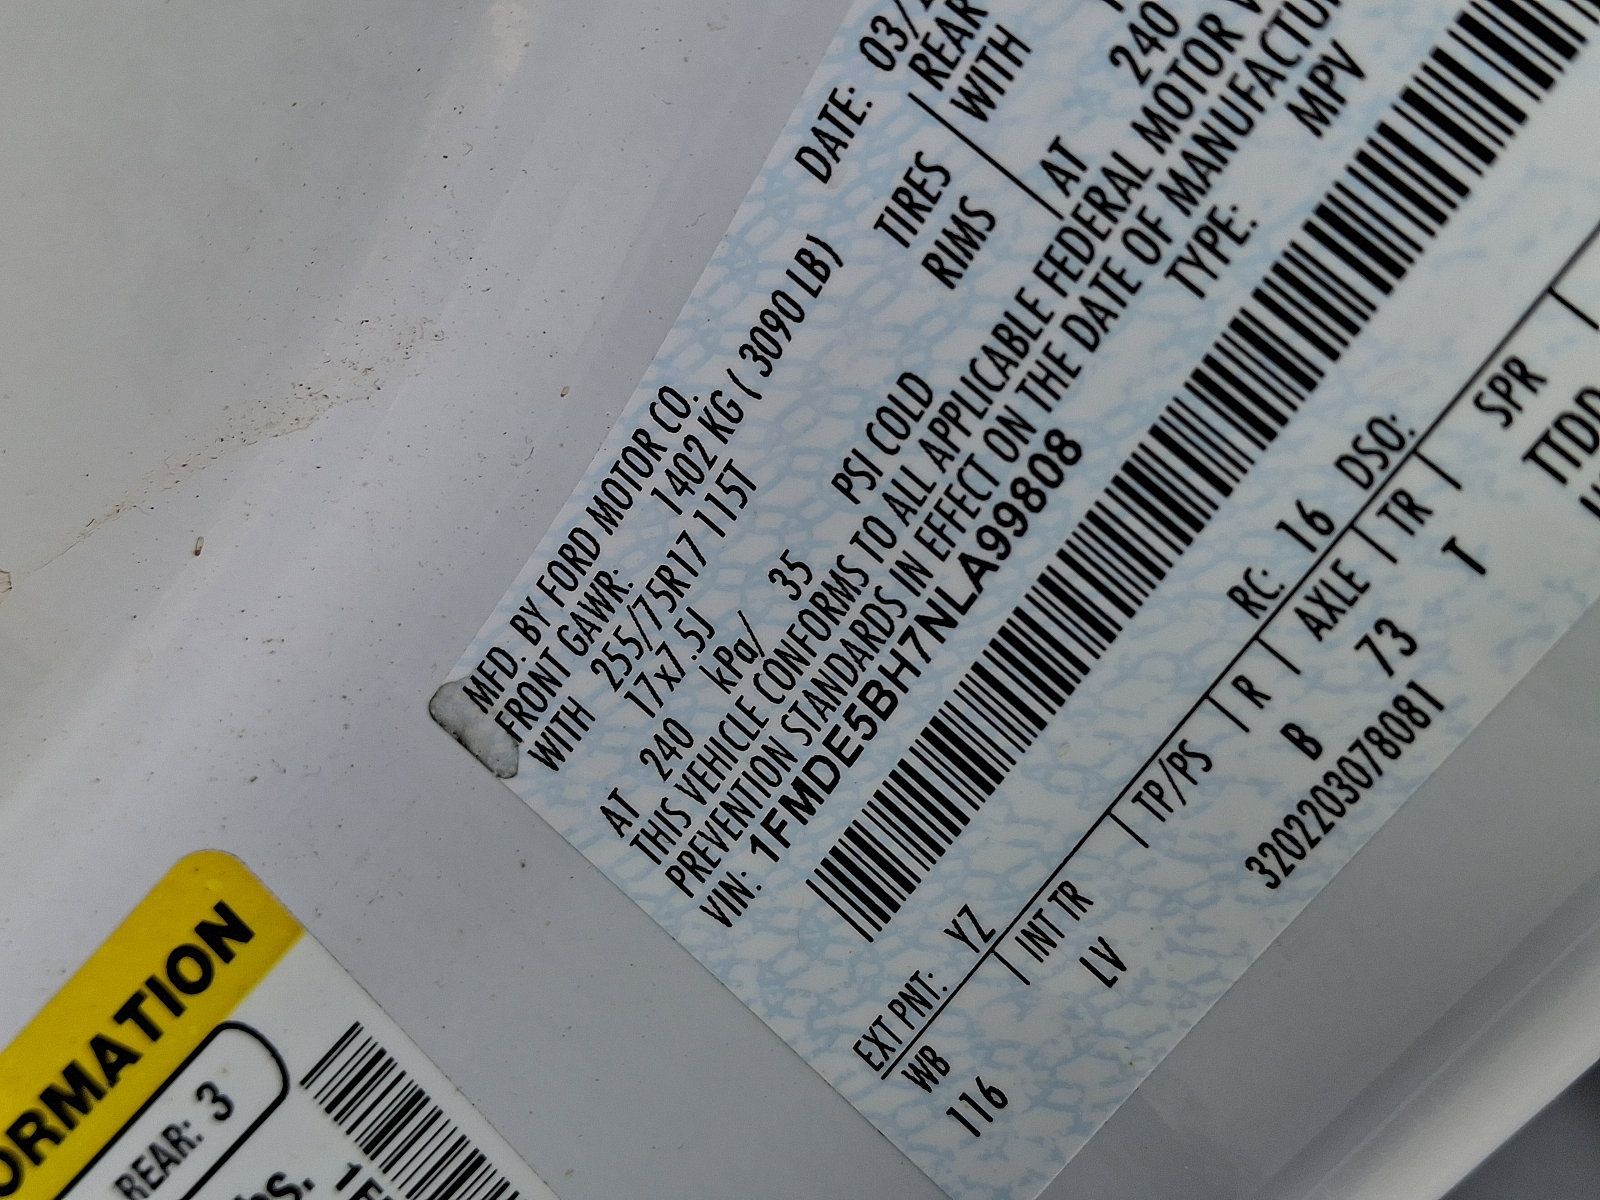 MFD. BY FORD MOTOR CO. DATE: 03/
FRONT GAWR: 1402 KG ( 3090 LB) REAR
WITH 255/75R17 115T TIRES WITH
17x7.5J RIMS
AT 240 kPa/ 35 PSI COLD AT 240
THIS VEHICLE CONFORMS TO ALL APPLICABLE FEDERAL MOTOR
PREVENTION STANDARDS IN EFFECT ON THE DATE OF
VIN: 1FMDE5BH7NLA99808 TYPE: MPV
EXT PNT: YZ RC: 16 DSO:
WB | INT TR | TP/PS | R | AXLE | TR | SPR |
116 LV B 73 T
3202203078081
REAR: 3